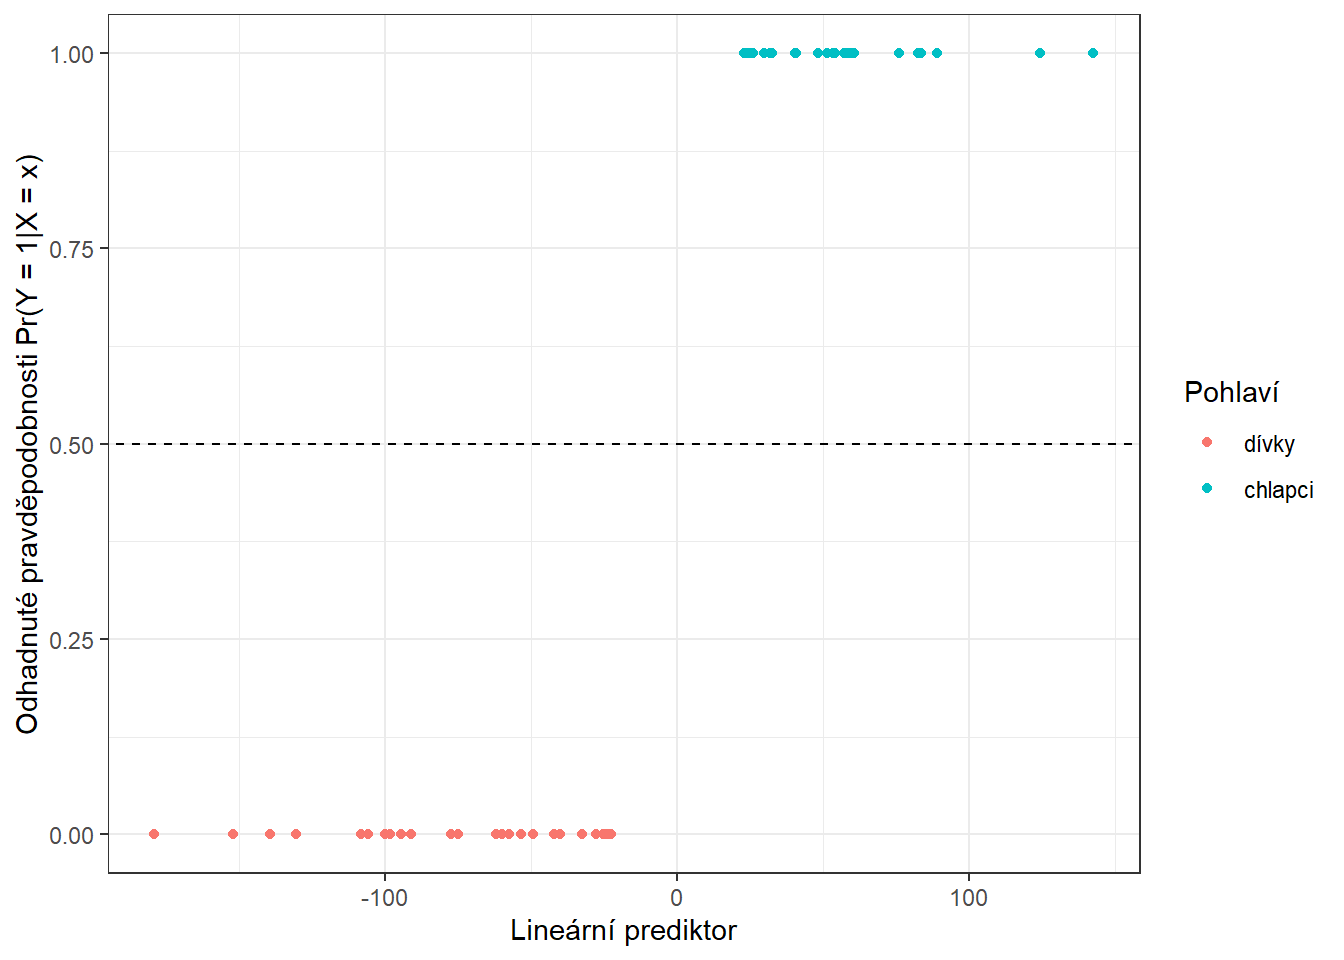 Odhadnuté pravděpodobnosti Pr(Y = 1|X = x)
1.00
0.75
0.50
0.25
0.00
-100
0
100
Lineární prediktor
Pohlaví
dívky
chlapci